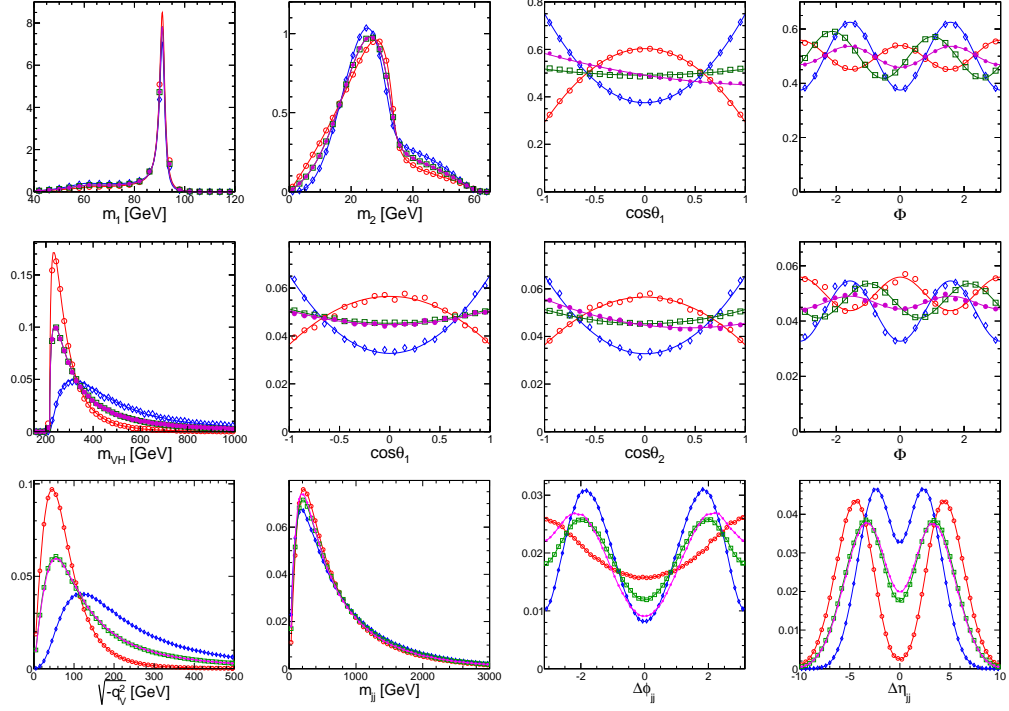 8
6
4
2
0
40 60 80 100 120
m1 [GeV]
1
0.5
0 20 40 60
m2 [GeV]
0.8
0.6
0.4
0.2
0
-1 -0.5 0 0.5 1
cosθ1
0.6
0.4
0.2
0
-2 0 2
Φ
0.15
0.1
0.05
0
200 400 600 800 1000
mVH [GeV]
0.06
0.04
0.02
0
-1 -0.5 0 0.5 1
cosθ1
0.06
0.04
0.02
0
-1 -0.5 0 0.5 1
cosθ2
0.06
0.04
0.02
0
-2 0 2
Φ
0.1
0.05
0
0 100 200 300 400 500
√-q²V [GeV]
0.08
0.06
0.04
0.02
0
0 1000 2000 3000
mjj [GeV]
0.03
0.02
0.01
0
-2 0 2
Δϕjj
0.04
0.03
0.02
0.01
0
-10 -5 0 5 10
Δηjj